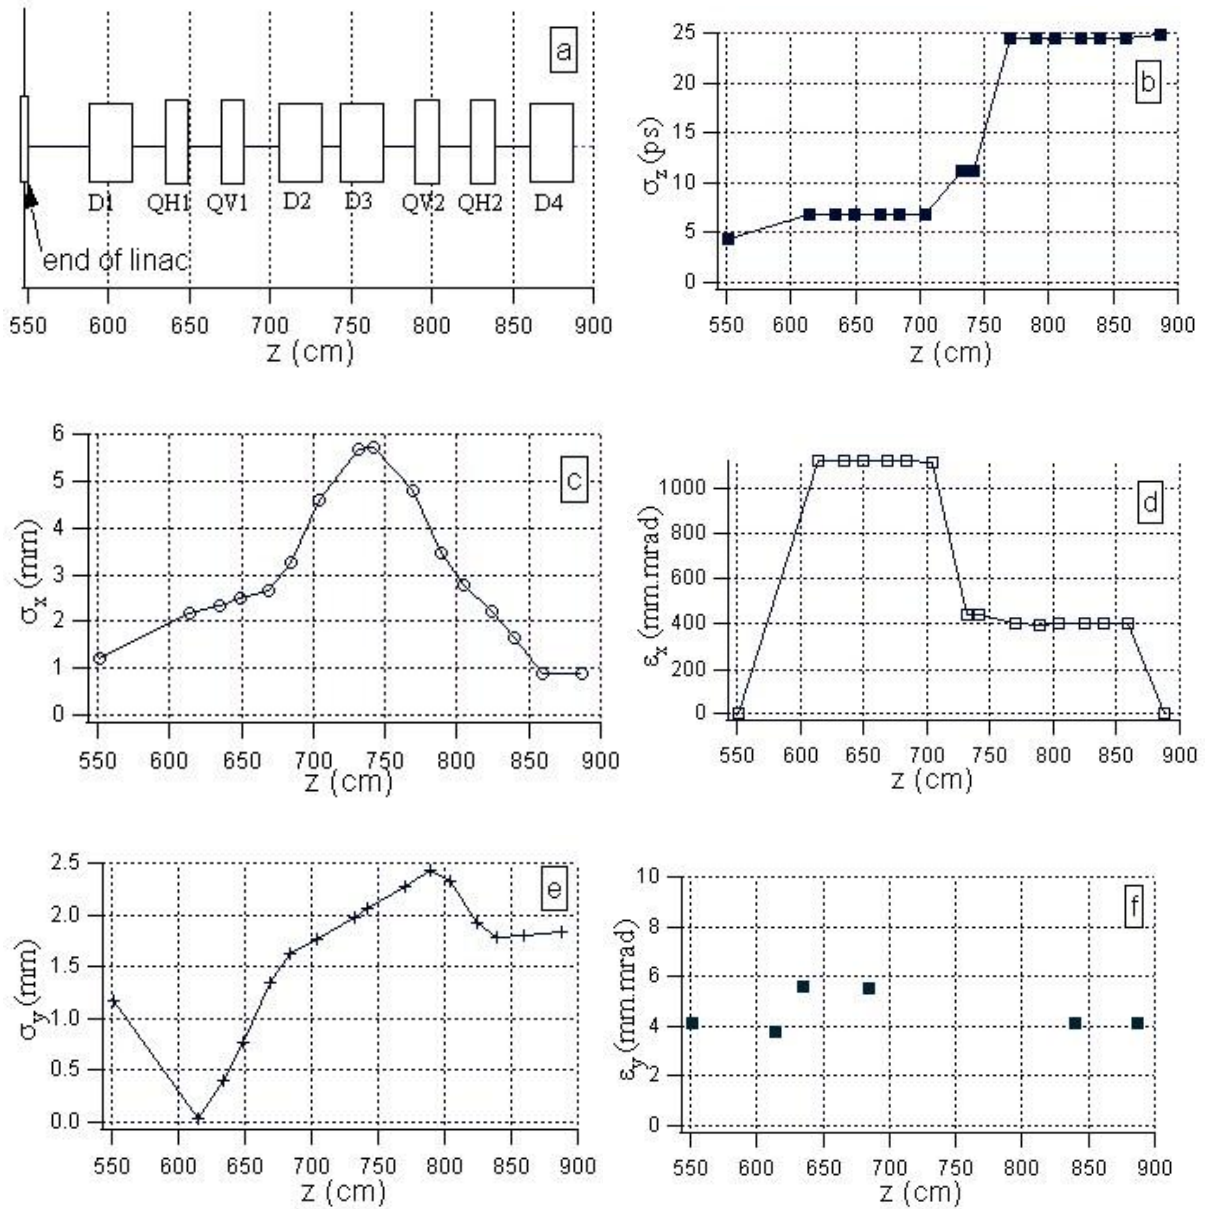 a
D1 QH1 QV1 D2 D3 QV2 QH2 D4
end of linac
550 600 650 700 750 800 850 900
z (cm)
25
20
15
10
5
0
σz (ps)
b
550 600 650 700 750 800 850 900
z (cm)
6
5
4
3
2
1
0
σx (mm)
c
550 600 650 700 750 800 850 900
z (cm)
1000
800
600
400
200
0
εx (mm.mrad)
d
550 600 650 700 750 800 850 900
z (cm)
2.5
2.0
1.5
1.0
0.5
0.0
σy (mm)
e
550 600 650 700 750 800 850 900
z (cm)
10
8
6
4
2
0
εy (mm.mrad)
f
550 600 650 700 750 800 850 900
z (cm)